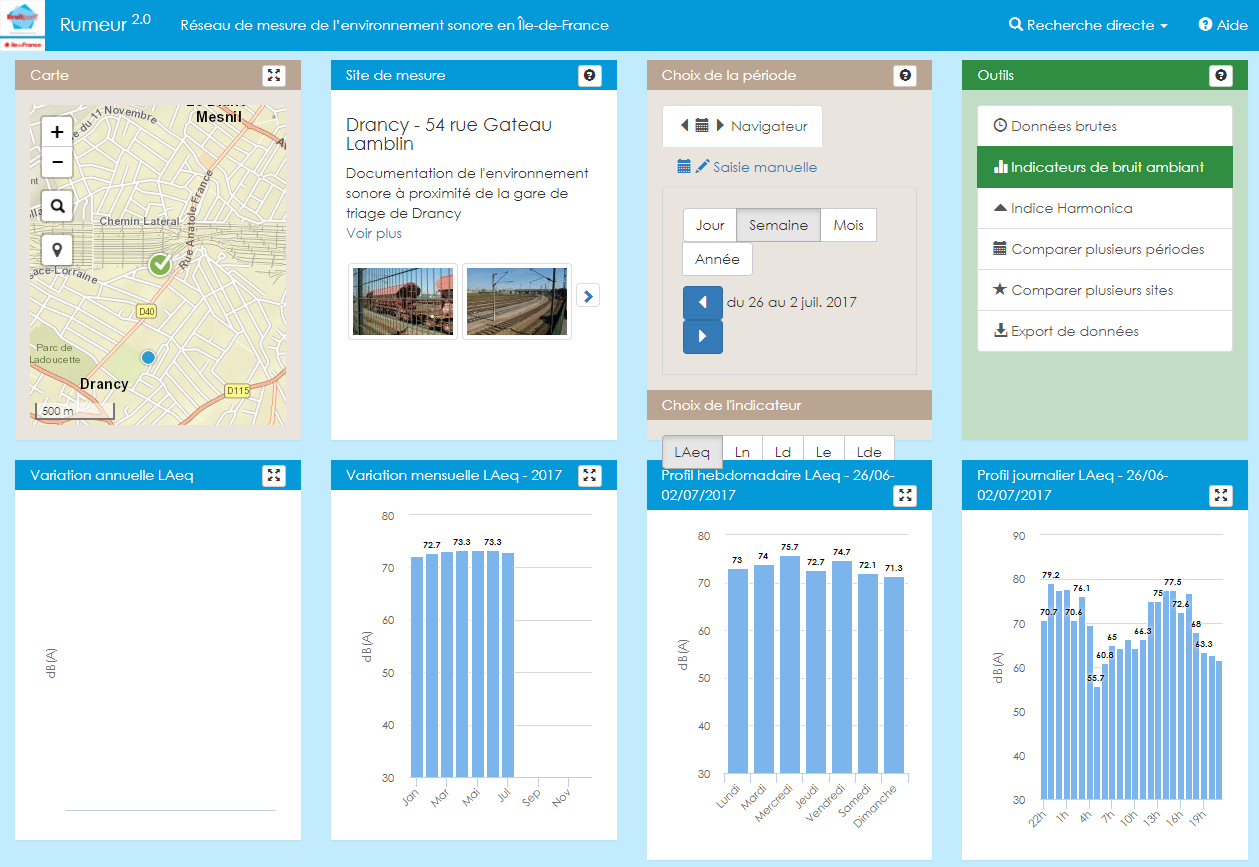 Bruitparif
îledeFrance
Rumeur 2.0
Réseau de mesure de l’environnement sonore en Île-de-France
Recherche directe
Aide
Carte
Mesnil
Rue du 11 Novembre
Chemin Latéral
Rue Anatole France
sace-Lorraine
D40
Parc de
Ladoucette
Drancy
D115
500 m
+
−
Site de mesure
Drancy - 54 rue Gateau
Lamblin
Documentation de l'environnement
sonore à proximité de la gare de
triage de Drancy
Voir plus
Choix de la période
Navigateur
Saisie manuelle
Jour
Semaine
Mois
Année
du 26 au 2 juil. 2017
Choix de l'indicateur
LAeq
Ln
Ld
Le
Lde
Outils
Données brutes
Indicateurs de bruit ambiant
Indice Harmonica
Comparer plusieurs périodes
Comparer plusieurs sites
Export de données
Variation annuelle LAeq
dB(A)
Variation mensuelle LAeq - 2017
80
70
60
50
40
30
dB(A)
72.7
73.3
73.3
Jan
Mar
Mai
Jul
Sep
Nov
Profil hebdomadaire LAeq - 26/06-
02/07/2017
80
70
60
50
40
30
dB(A)
73
74
75.7
72.7
74.7
72.1
71.3
Lundi
Mardi
Mercredi
Jeudi
Vendredi
Samedi
Dimanche
Profil journalier LAeq - 26/06-
02/07/2017
90
80
70
60
50
40
30
dB(A)
70.7
79.2
70.6
76.1
55.7
60.8
65
66.3
75
77.5
72.6
68
63.3
22h
1h
4h
7h
10h
13h
16h
19h